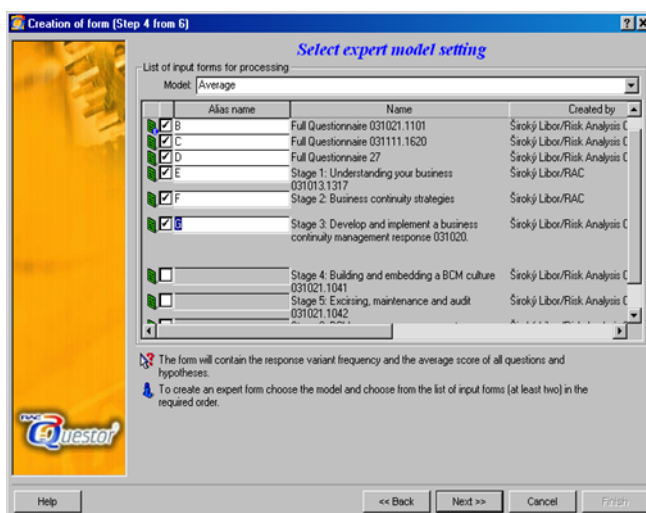 Creation of form (Step 4 from 6)
Select expert model setting
List of input forms for processing
Model: Average
Alias name Name Created by
B Full Questionnaire 031021.1101 Široký Libor/Risk Analysis C
C Full Questionnaire 031111.1620 Široký Libor/Risk Analysis C
D Full Questionnaire 27 Široký Libor/Risk Analysis C
E Stage 1: Understanding your business Široký Libor/RAC
031013.1317
F Stage 2: Business continuity strategies Široký Libor/RAC
G Stage 3: Develop and implement a business Široký Libor/Risk Analysis C
continuity management response 031020.
Stage 4: Building and embedding a BCM culture Široký Libor/Risk Analysis C
031021.1041
Stage 5: Excirsing, maintenance and audit Široký Libor/Risk Analysis C
031021.1042
The form will contain the response variant frequency and the average score of all questions and
hypotheses.
To create an expert form choose the model and choose from the list of input forms (at least two) in the
required order.
RAC
Questor
Help << Back Next >> Cancel Finish